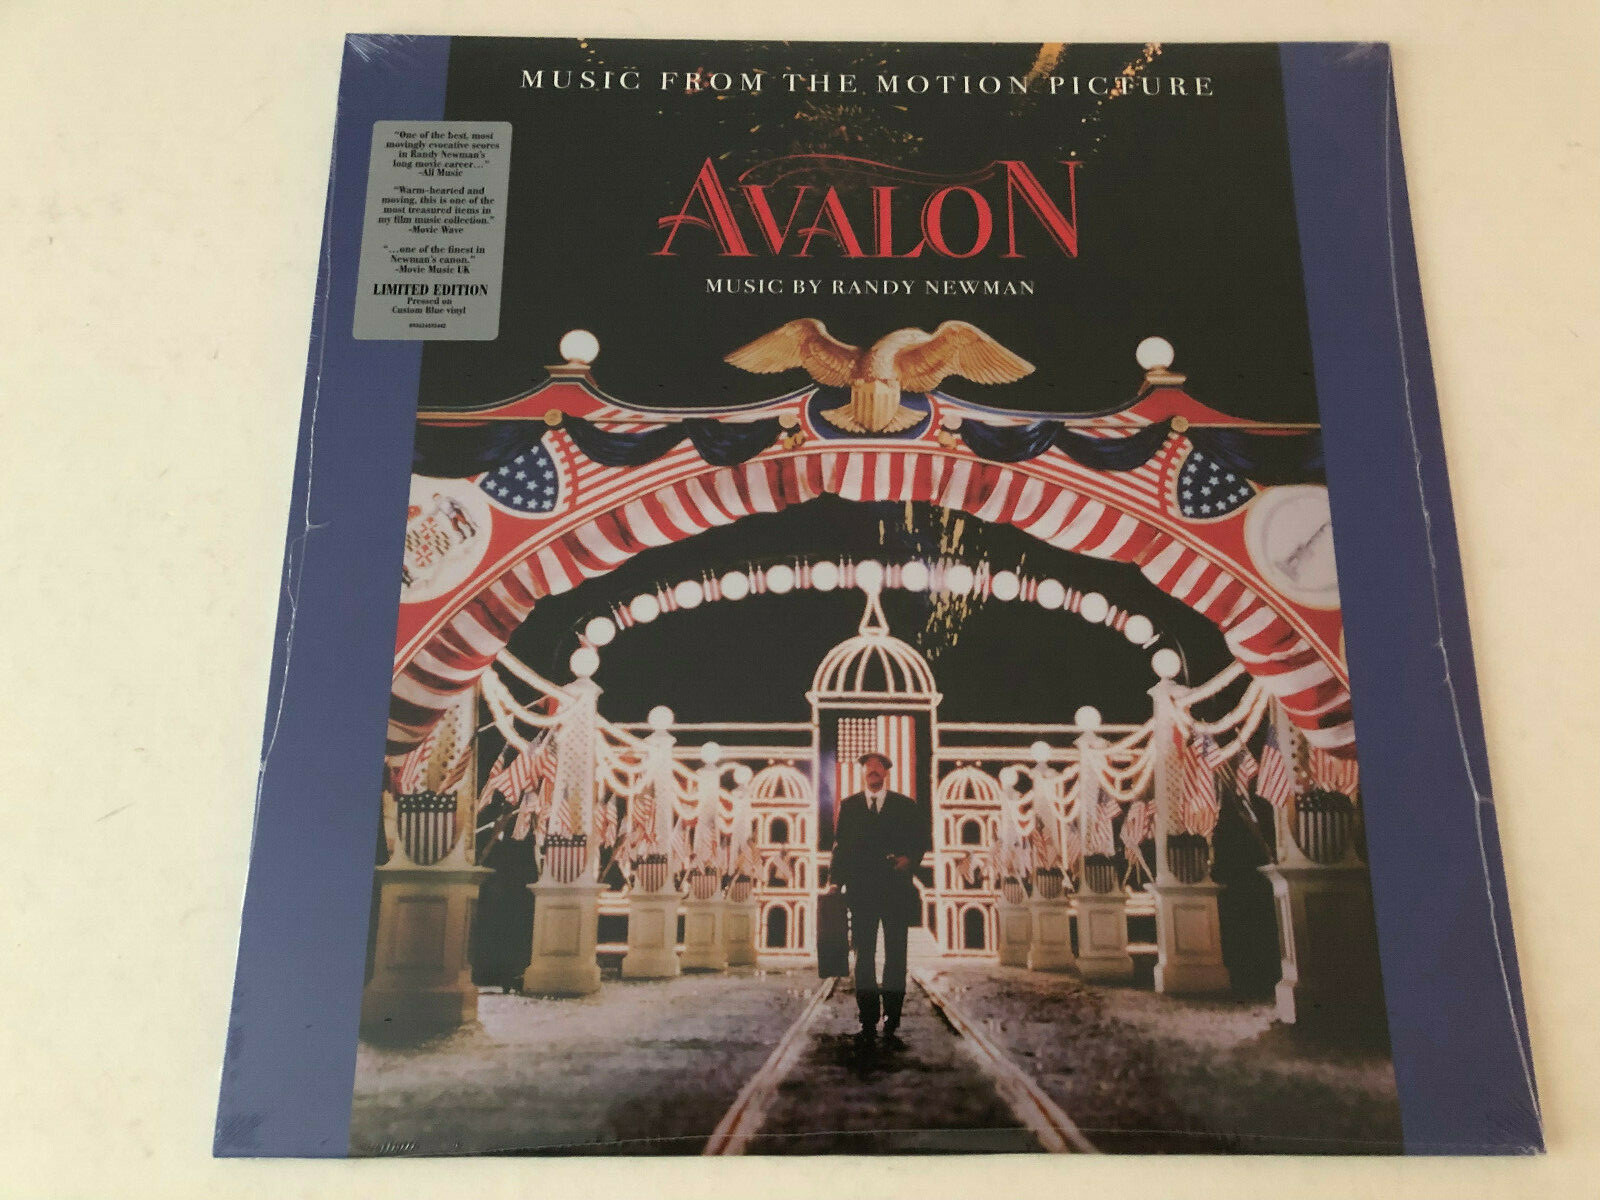 MUSIC FROM THE MOTION PICTURE
AVALON
MUSIC BY RANDY NEWMAN
“One of the best, most
movingly evocative scores
in Randy Newman's
long movie career...”
-All Music
“Warm-hearted and
moving, this is one of the
most treasured items in
my film music collection.”
-Movie Wave
“...one of the finest in
Newman's canon.”
-Movie Music UK
LIMITED EDITION
Pressed on
Custom Blue vinyl